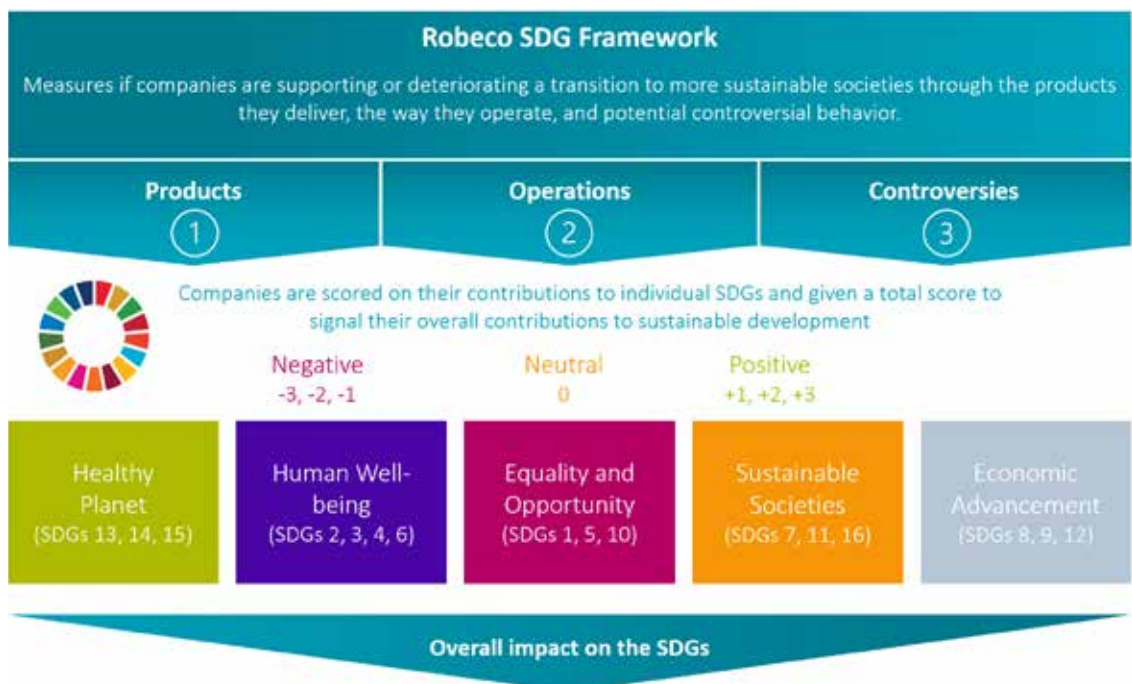 Robeco SDG Framework
Measures if companies are supporting or deteriorating a transition to more sustainable societies through the products
they deliver, the way they operate, and potential controversial behavior.
Products
1
Operations
2
Controversies
3
Companies are scored on their contributions to individual SDGs and given a total score to
signal their overall contributions to sustainable development
Negative
-3, -2, -1
Neutral
0
Positive
+1, +2, +3
Healthy
Planet
(SDGs 13, 14, 15)
Human Well-
being
(SDGs 2, 3, 4, 6)
Equality and
Opportunity
(SDGs 1, 5, 10)
Sustainable
Societies
(SDGs 7, 11, 16)
Economic
Advancement
(SDGs 8, 9, 12)
Overall impact on the SDGs